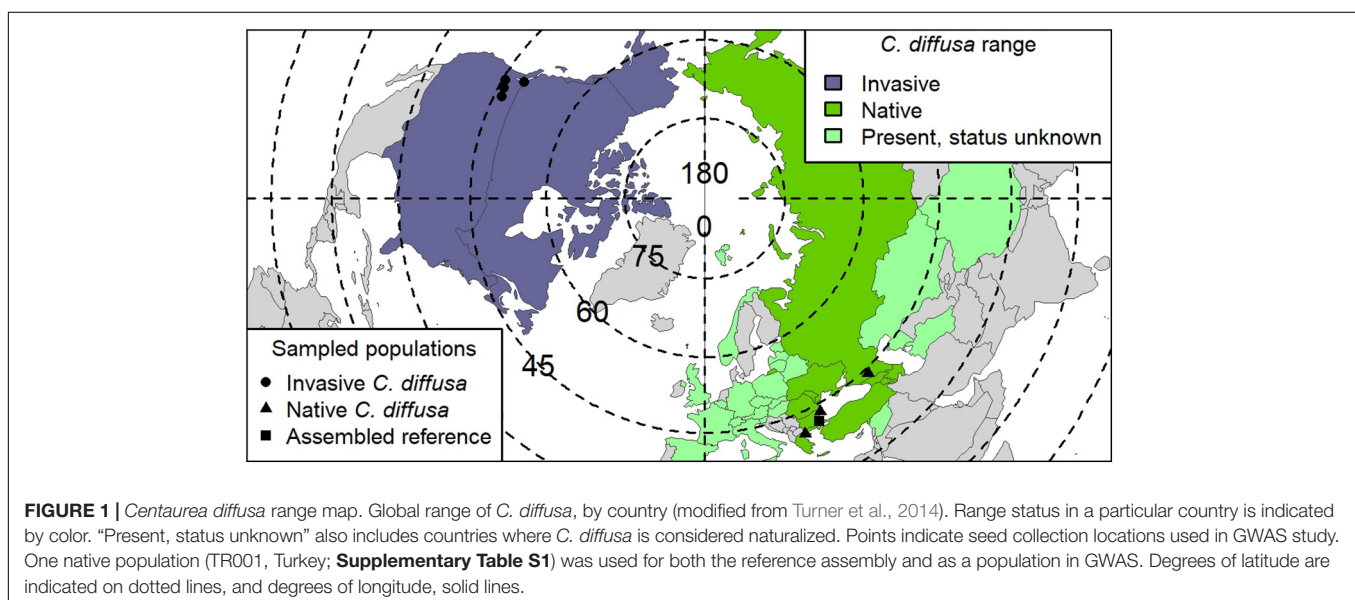 C. diffusa range
Invasive
Native
Present, status unknown
180
0
75
60
45
Sampled populations
Invasive C. diffusa
Native C. diffusa
Assembled reference
FIGURE 1 | Centaurea diffusa range map. Global range of C. diffusa, by country (modified from Turner et al., 2014). Range status in a particular country is indicated
by color. “Present, status unknown” also includes countries where C. diffusa is considered naturalized. Points indicate seed collection locations used in GWAS study.
One native population (TR001, Turkey; Supplementary Table S1) was used for both the reference assembly and as a population in GWAS. Degrees of latitude are
indicated on dotted lines, and degrees of longitude, solid lines.